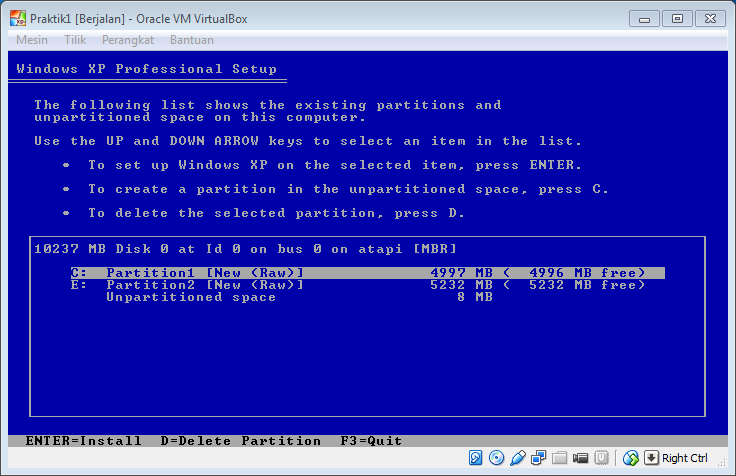 Praktik1 [Berjalan] - Oracle VM VirtualBox
Mesin Tilik Perangkat Bantuan
Windows XP Professional Setup
The following list shows the existing partitions and
unpartitioned space on this computer.
Use the UP and DOWN ARROW keys to select an item in the list.
• To set up Windows XP on the selected item, press ENTER.
• To create a partition in the unpartitioned space, press C.
• To delete the selected partition, press D.
10237 MB Disk 0 at Id 0 on bus 0 on atapi [MBR]
C: Partition1 [New (Raw)] 4997 MB ( 4996 MB free)
E: Partition2 [New (Raw)] 5232 MB ( 5232 MB free)
Unpartitioned space 8 MB
ENTER=Install D=Delete Partition F3=Quit
Right Ctrl